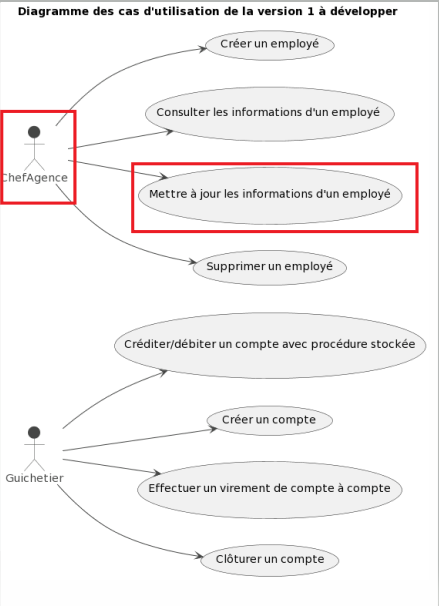 Diagramme des cas d'utilisation de la version 1 à développer
Créer un employé
Consulter les informations d'un employé
ChefAgence
Mettre à jour les informations d'un employé
Supprimer un employé
Créditer/débiter un compte avec procédure stockée
Créer un compte
Guichetier
Effectuer un virement de compte à compte
Clôturer un compte